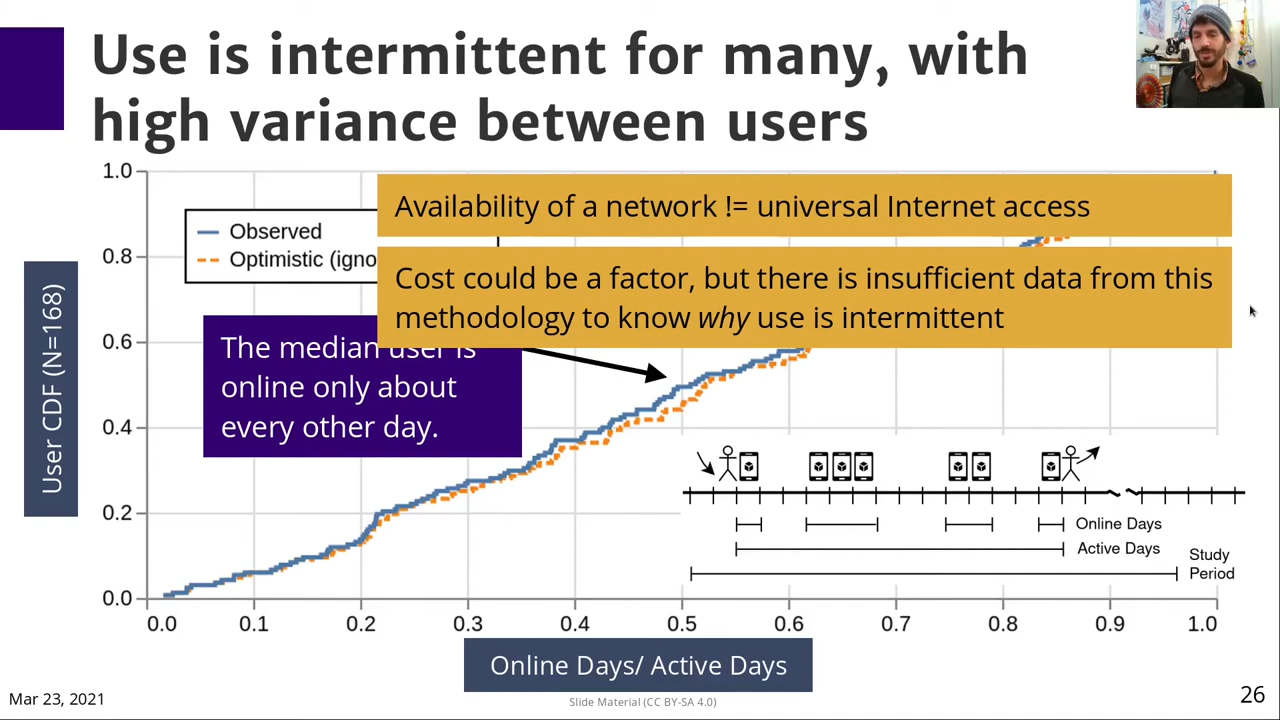 Use is intermittent for many, with
high variance between users
1.0
Availability of a network != universal Internet access
Observed
Optimistic (igno
0.8
Cost could be a factor, but there is insufficient data from this
methodology to know why use is intermittent
0.6
The median user is
online only about
every other day.
User CDF (N=168)
0.4
0.2
0.0
Online Days
Active Days
Study
Period
0.0 0.1 0.2 0.3 0.4 0.5 0.6 0.7 0.8 0.9 1.0
Online Days/ Active Days
Mar 23, 2021
Slide Material (CC BY-SA 4.0)
26